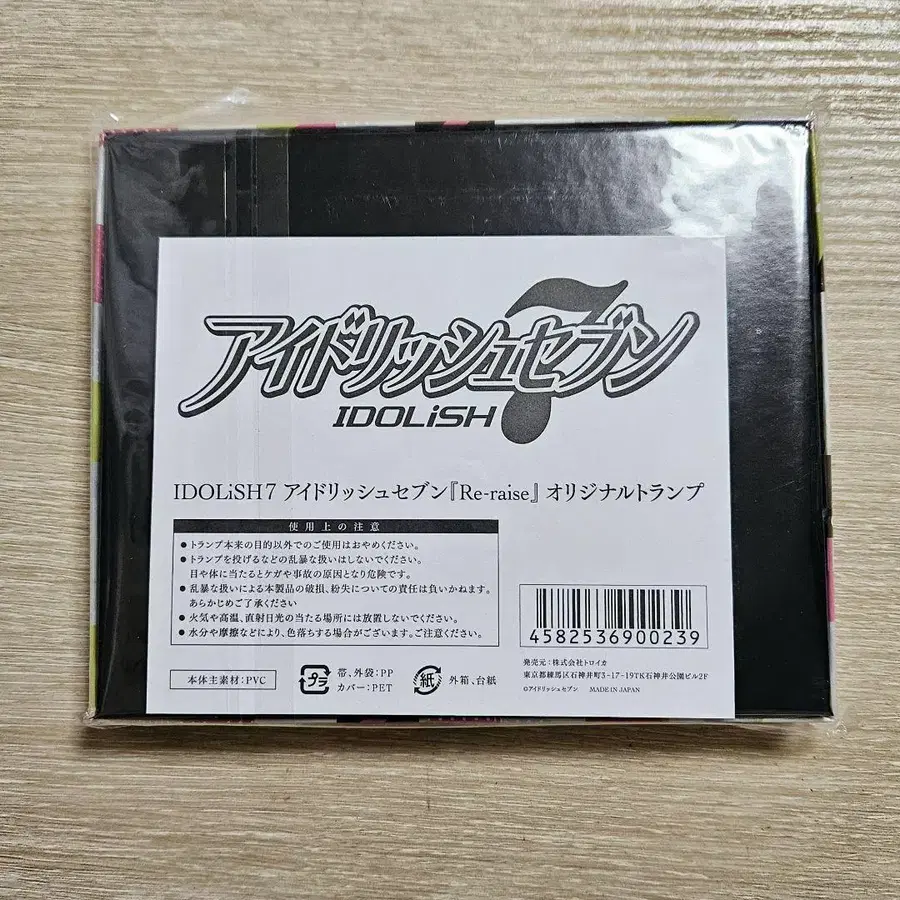 アイドリッシュセブン
7
IDOLiSH
IDOLiSH7 アイドリッシュセブン『Re-raise』オリジナルトランプ
使用上の注意
●トランプ本来の目的以外でのご使用はおやめください。
●トランプを投げるなどの乱暴な扱いはしないでください。
目や体に当たるとケガや事故の原因となり危険です。
●乱暴な扱いによる本製品の破損、紛失についての責任は負いかねます。
あらかじめご了承ください
●火気や高温、直射日光の当たる場所には放置しないでください。
●水分や摩擦などにより、色落ちする場合がございます。ご注意ください。
4582536900239
本体主素材:PVC
プラ
帯、外袋:PP
カバー:PET
紙
外箱、台紙
発売元:株式会社トロイカ
東京都練馬区石神井町3-17-19TK石神井公園ビル2F
©アイドリッシュセブン MADE IN JAPAN